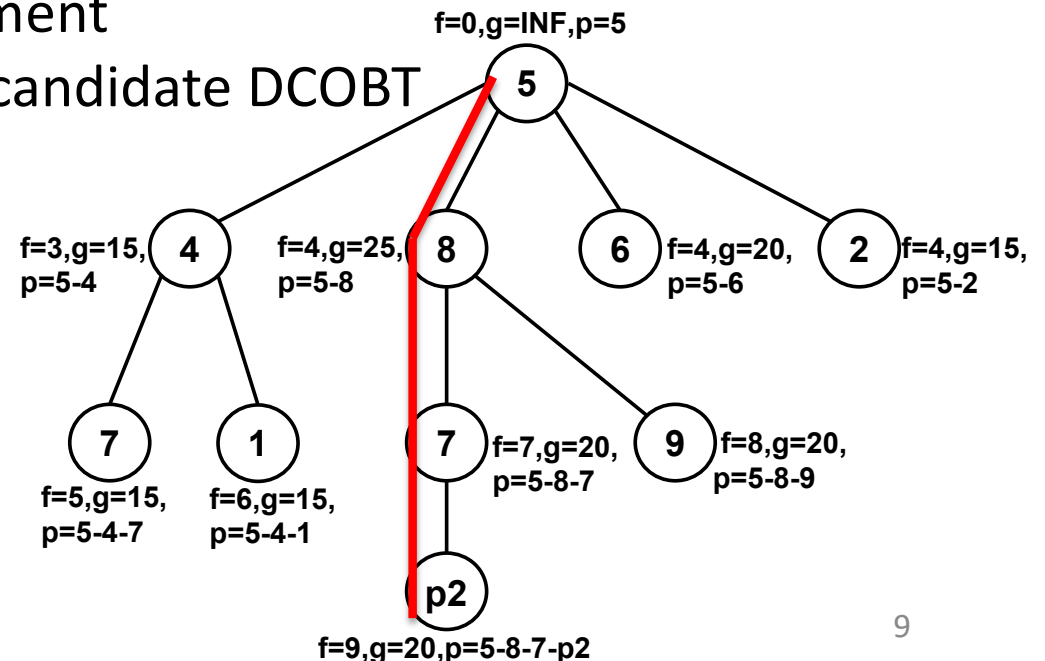 ment
candidate DCOBT
f=0,g=INF,p=5
5
f=3,g=15,
p=5-4
4
f=4,g=25,
p=5-8
8
6
f=4,g=20,
p=5-6
2
f=4,g=15,
p=5-2
7
f=5,g=15,
p=5-4-7
1
f=6,g=15,
p=5-4-1
7
f=7,g=20,
p=5-8-7
9
f=8,g=20,
p=5-8-9
p2
f=9,g=20,p=5-8-7-p2
9